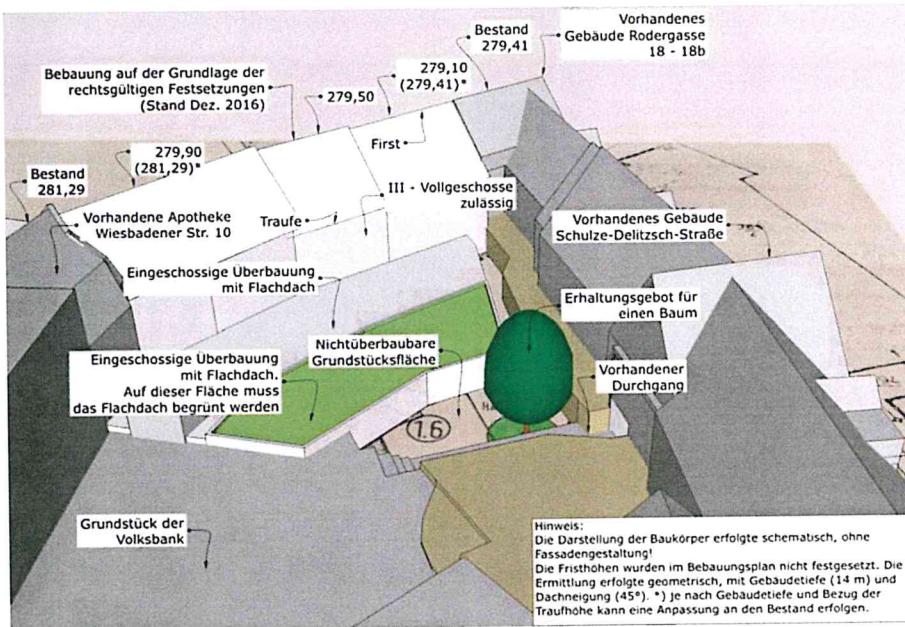 Bestand
279,41
Vorhandenes
Gebäude Rodergasse
18 - 18b
279,10
(279,41)*
Bebauung auf der Grundlage der
rechtsgültigen Festsetzungen
(Stand Dez. 2016)
279,50
First
Bestand
281,29
279,90
(281,29)*
III - Vollgeschosse
zulässig
Traufe
Vorhandene Apotheke
Wiesbadener Str. 10
Vorhandenes Gebäude
Schulze-Delitzsch-Straße
Eingeschossige Überbauung
mit Flachdach
Erhaltungsgebot für
einen Baum
Nichtüberbaubare
Grundstücksfläche
Eingeschossige Überbauung
mit Flachdach.
Auf dieser Fläche muss
das Flachdach begrünt werden
Vorhandener
Durchgang
1.6
Grundstück der
Volksbank
Hinweis:
Die Darstellung der Baukörper erfolgte schematisch, ohne
Fassadengestaltung!
Die Fristhöhen wurden im Bebauungsplan nicht festgesetzt. Die
Ermittlung erfolgte geometrisch, mit Gebäudetiefe (14 m) und
Dachneigung (45°). *) Je nach Gebäudetiefe und Bezug der
Traufhöhe kann eine Anpassung an den Bestand erfolgen.